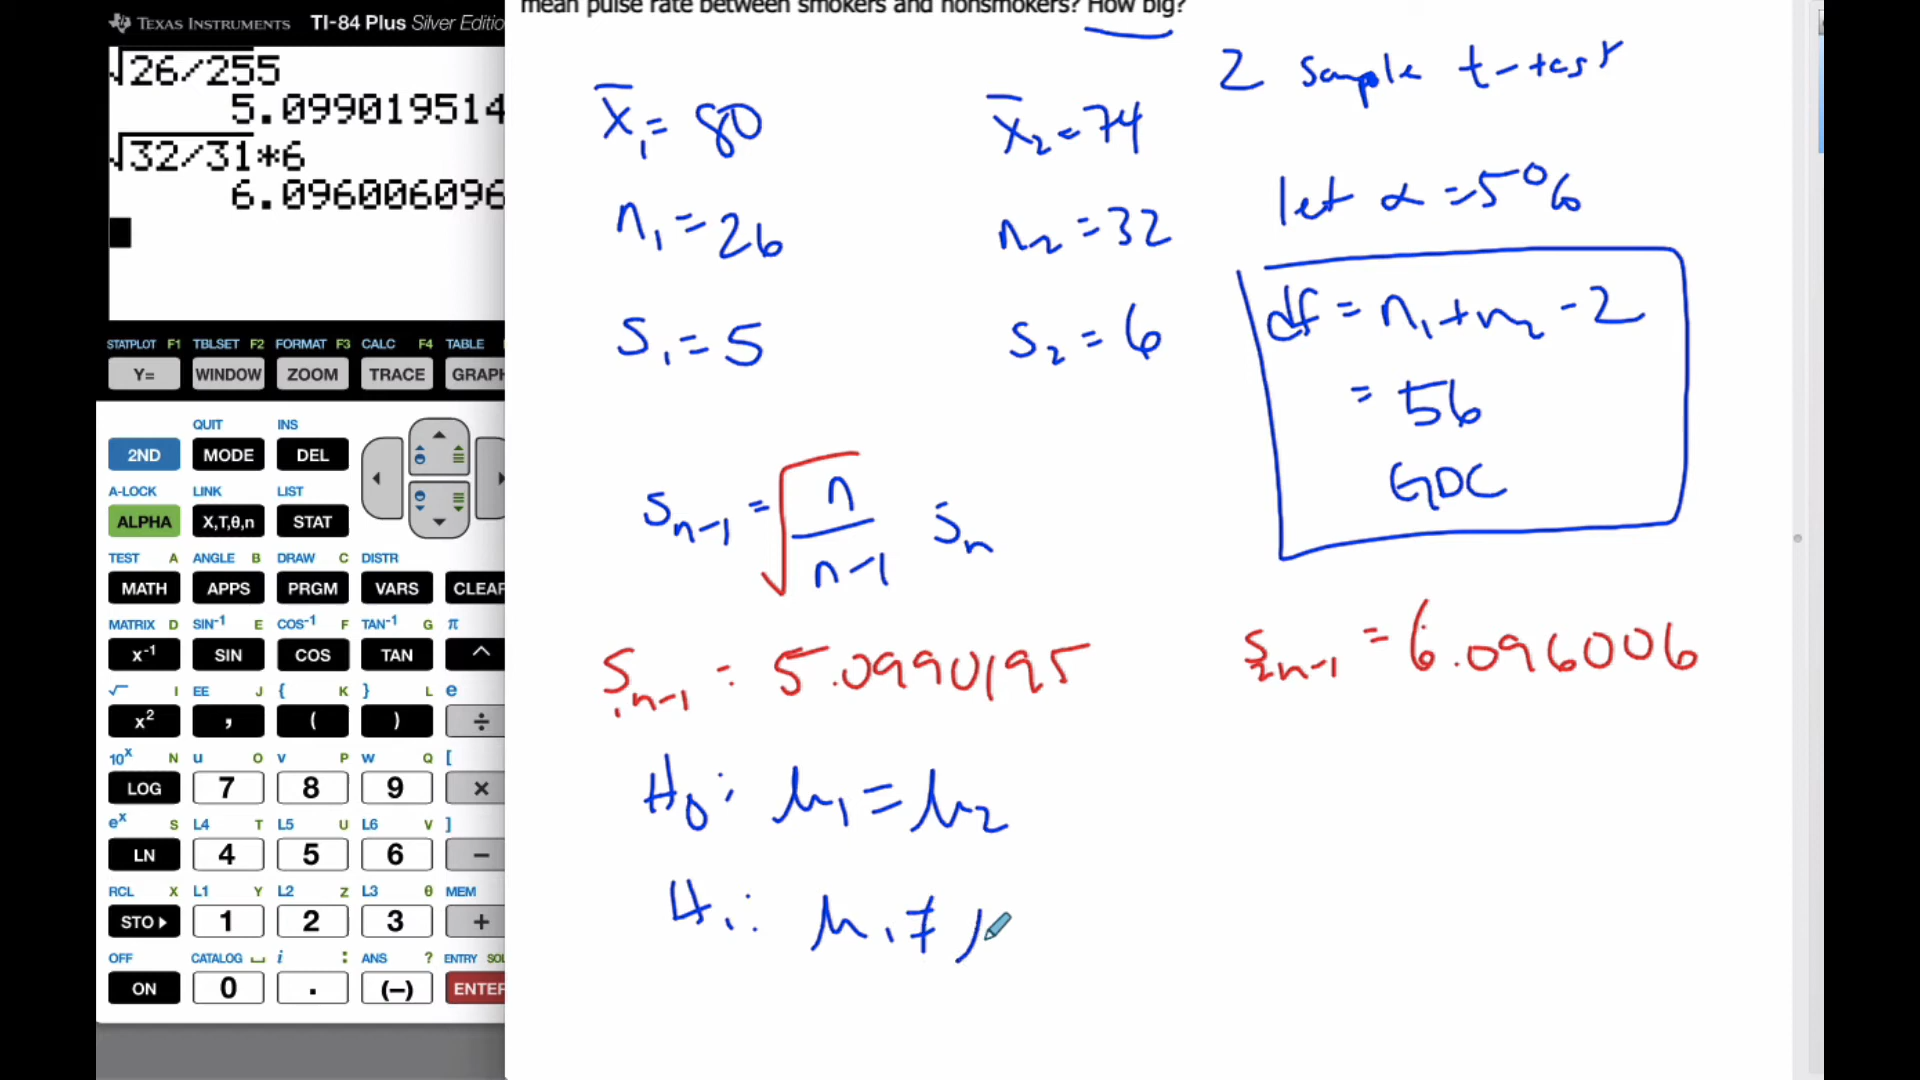 TEXAS INSTRUMENTS TI-84 Plus Silver Editio
mean pulse rate between smokers and nonsmokers? How big?
√26/255
5.099019514
√32/31*6
6.096006096
2 Sample t-test
x̄₁ = 80
x̄₂ = 74
let α = 5%
n₁ = 26
n₂ = 32
s₁ = 5
s₂ = 6
df = n₁ + n₂ - 2
= 56
GDC
sₙ₋₁ = √n/n-1 sₙ
s₁ₙ₋₁ = 5.0990195
s₂ₙ₋₁ = 6.096006
H₀: μ₁ = μ₂
H₁: μ₁ ≠
STATPLOT F1 TBLSET F2 FORMAT F3 CALC F4 TABLE
Y= WINDOW ZOOM TRACE GRAPH
QUIT INS
2ND MODE DEL
A-LOCK LINK LIST
ALPHA X,T,θ,n STAT
TEST A ANGLE B DRAW C DISTR
MATH APPS PRGM VARS CLEAR
MATRIX D SIN⁻¹ E COS⁻¹ F TAN⁻¹ G π
x⁻¹ SIN COS TAN ^
√ I EE J { K } L e
x² , ( ) ÷
10ˣ N u O v P w Q [
LOG 7 8 9 ×
eˣ S L4 T L5 U L6 V ]
LN 4 5 6 −
RCL X L1 Y L2 Z L3 θ MEM
STO▸ 1 2 3 +
OFF CATALOG ⎵ i : ANS ? ENTRY SOL
ON 0 . (−) ENTER